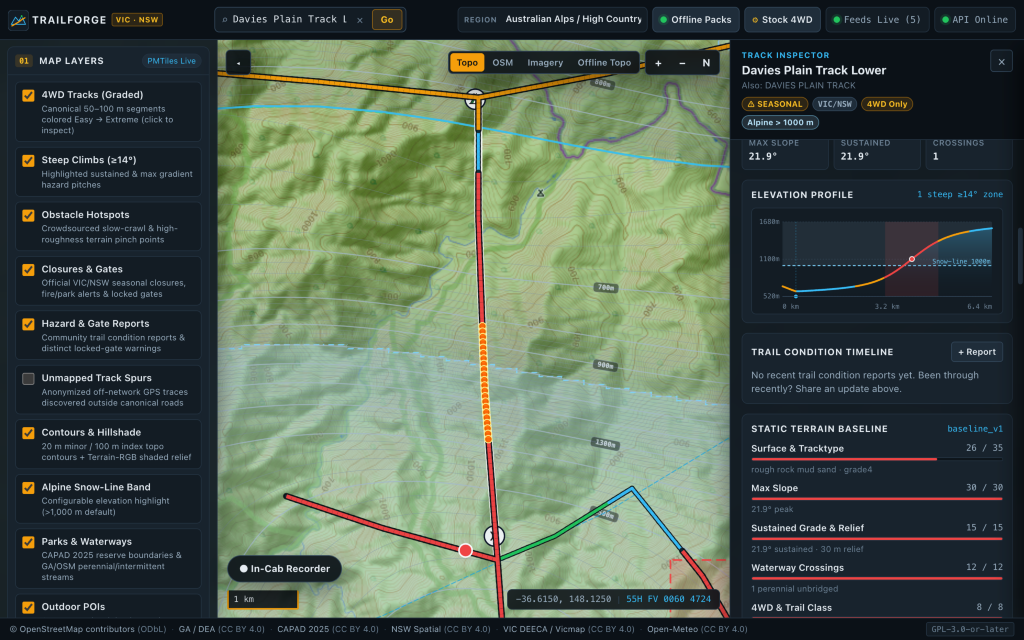 TRAILFORGE
VIC · NSW
Davies Plain Track L
×
Go
REGION
Australian Alps / High Country
Offline Packs
Stock 4WD
Feeds Live (5)
API Online
01 MAP LAYERS
PMTiles Live
4WD Tracks (Graded)
Canonical 50–100 m segments
colored Easy → Extreme (click to
inspect)
Steep Climbs (≥14°)
Highlighted sustained & max gradient
hazard pitches
Obstacle Hotspots
Crowdsourced slow-crawl & high-
roughness terrain pinch points
Closures & Gates
Official VIC/NSW seasonal closures,
fire/park alerts & locked gates
Hazard & Gate Reports
Community trail condition reports &
distinct locked-gate warnings
Unmapped Track Spurs
Anonymized off-network GPS traces
discovered outside canonical roads
Contours & Hillshade
20 m minor / 100 m index topo
contours + Terrain-RGB shaded relief
Alpine Snow-Line Band
Configurable elevation highlight
(>1,000 m default)
Parks & Waterways
CAPAD 2025 reserve boundaries &
GA/OSM perennial/intermittent
streams
Outdoor POIs
Topo
OSM
Imagery
Offline Topo
+
−
N
800m
700m
900m
1300m
In-Cab Recorder
1 km
-36.6150, 148.1250
55H FV 0060 4724
TRACK INSPECTOR
×
Davies Plain Track Lower
Also: DAVIES PLAIN TRACK
⚠ SEASONAL
VIC/NSW
4WD Only
Alpine > 1000 m
MAX SLOPE
21.9°
SUSTAINED
21.9°
CROSSINGS
1
ELEVATION PROFILE
1 steep ≥14° zone
1680m
1100m
520m
Snow-line 1000m
0 km
3.2 km
6.4 km
TRAIL CONDITION TIMELINE
+ Report
No recent trail condition reports yet. Been through
recently? Share an update above.
STATIC TERRAIN BASELINE
baseline_v1
Surface & Tracktype
26 / 35
rough rock mud sand · grade4
Max Slope
30 / 30
21.9° peak
Sustained Grade & Relief
15 / 15
21.9° sustained · 30 m relief
Waterway Crossings
12 / 12
1 perennial unbridged
4WD & Trail Class
8 / 8
© OpenStreetMap contributors (ODbL) · GA / DEA (CC BY 4.0) · CAPAD 2025 (CC BY 4.0) · NSW Spatial (CC BY 4.0) · VIC DEECA / Vicmap (CC BY 4.0) · Open-Meteo (CC BY 4.0)
GPL-3.0-or-later